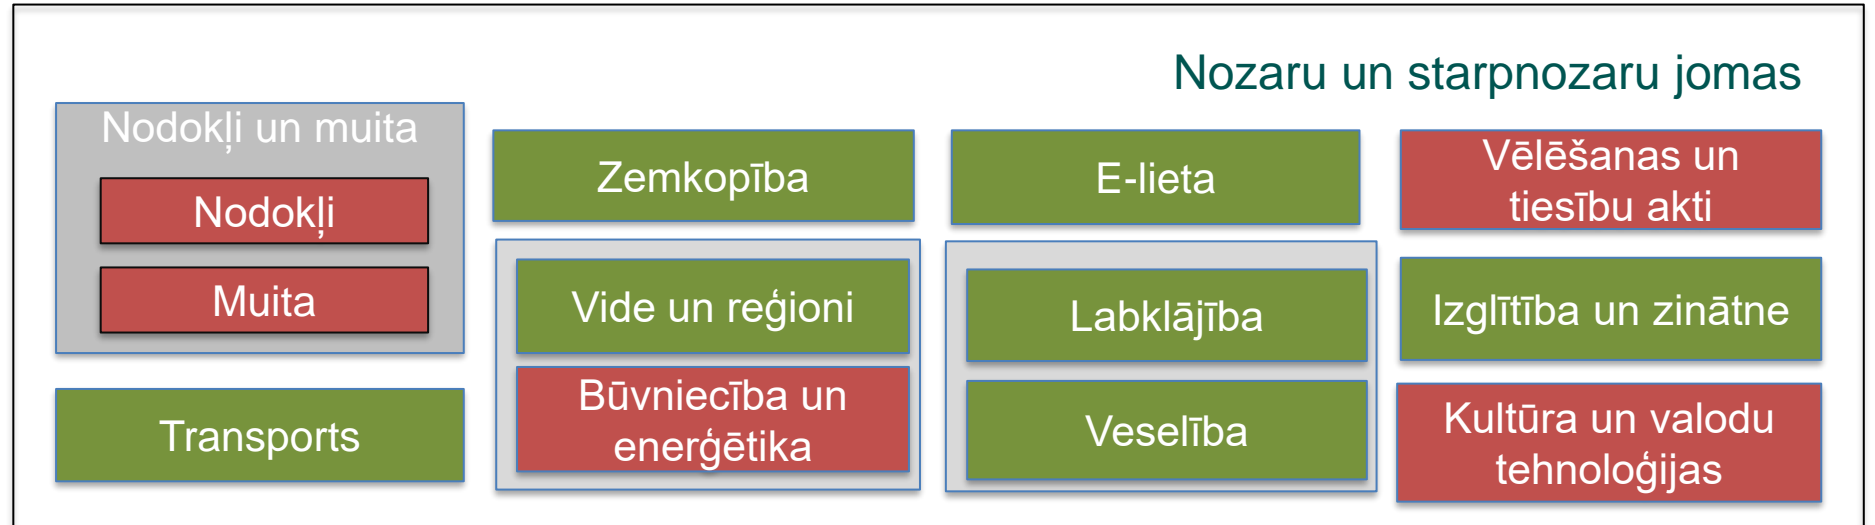 Nozaru un starpnozaru jomas
Nodokļi un muita
Nodokļi
Muita
Transports
Zemkopība
Vide un reģioni
Būvniecība un
enerģētika
E-lieta
Labklājība
Veselība
Vēlēšanas un
tiesību akti
Izglītība un zinātne
Kultūra un valodu
tehnoloģijas